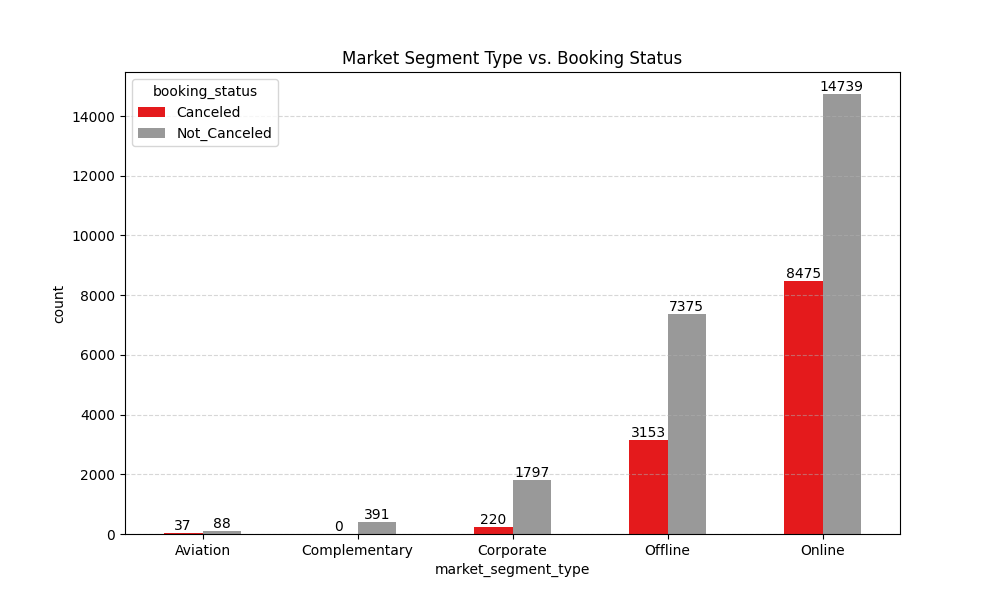 Market Segment Type vs. Booking Status
booking_status
Canceled
Not_Canceled
count
14000
12000
10000
8000
6000
4000
2000
0
37
88
0
391
220
1797
3153
7375
8475
14739
Aviation
Complementary
Corporate
Offline
Online
market_segment_type